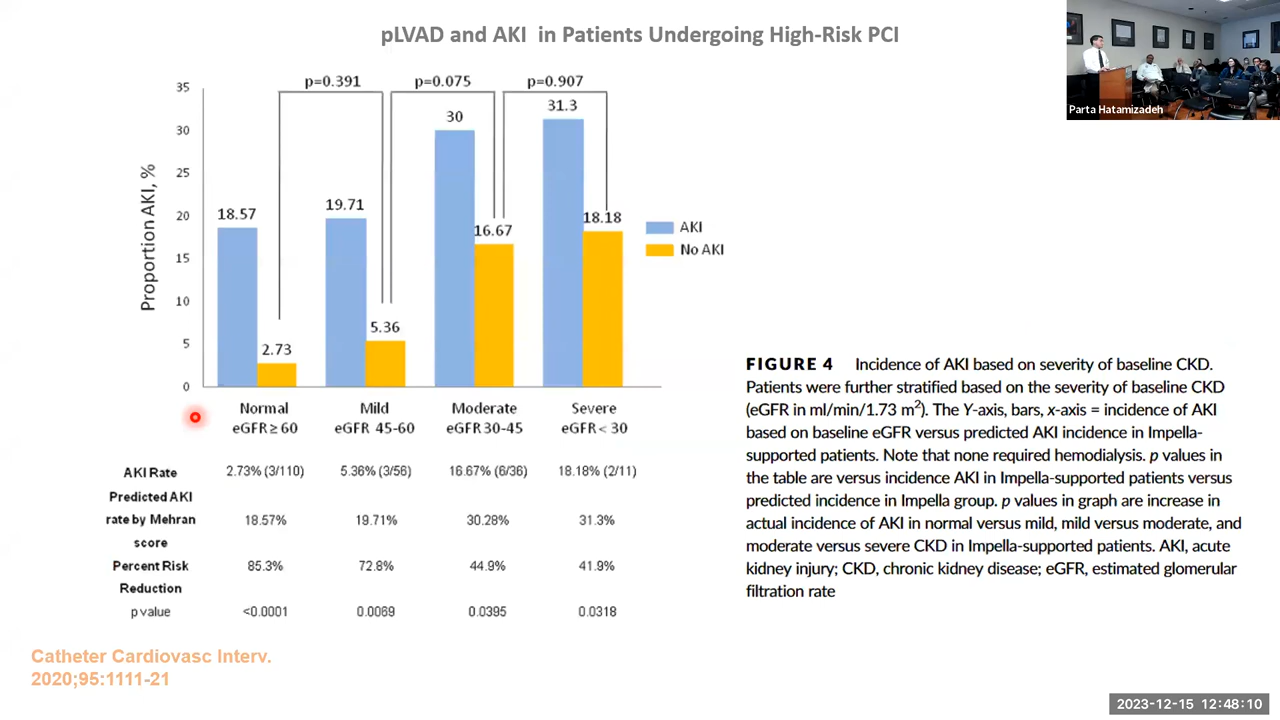 pLVAD and AKI in Patients Undergoing High-Risk PCI
Parta Hatamizadeh
p=0.391
p=0.075
p=0.907
Proportion AKI, %
35
30
25
20
15
10
5
0
18.57
2.73
19.71
5.36
30
16.67
31.3
18.18
AKI
No AKI
Normal
eGFR ≥ 60
Mild
eGFR 45-60
Moderate
eGFR 30-45
Severe
eGFR < 30
AKI Rate 2.73% (3/110) 5.36% (3/56) 16.67% (6/36) 18.18% (2/11)
Predicted AKI
rate by Mehran 18.57% 19.71% 30.28% 31.3%
score
Percent Risk 85.3% 72.8% 44.9% 41.9%
Reduction
p value <0.0001 0.0069 0.0395 0.0318
FIGURE 4 Incidence of AKI based on severity of baseline CKD.
Patients were further stratified based on the severity of baseline CKD
(eGFR in ml/min/1.73 m²). The Y-axis, bars, x-axis = incidence of AKI
based on baseline eGFR versus predicted AKI incidence in Impella-
supported patients. Note that none required hemodialysis. p values in
the table are versus incidence AKI in Impella-supported patients versus
predicted incidence in Impella group. p values in graph are increase in
actual incidence of AKI in normal versus mild, mild versus moderate, and
moderate versus severe CKD in Impella-supported patients. AKI, acute
kidney injury; CKD, chronic kidney disease; eGFR, estimated glomerular
filtration rate
Catheter Cardiovasc Interv.
2020;95:1111-21
2023-12-15 12:48:10